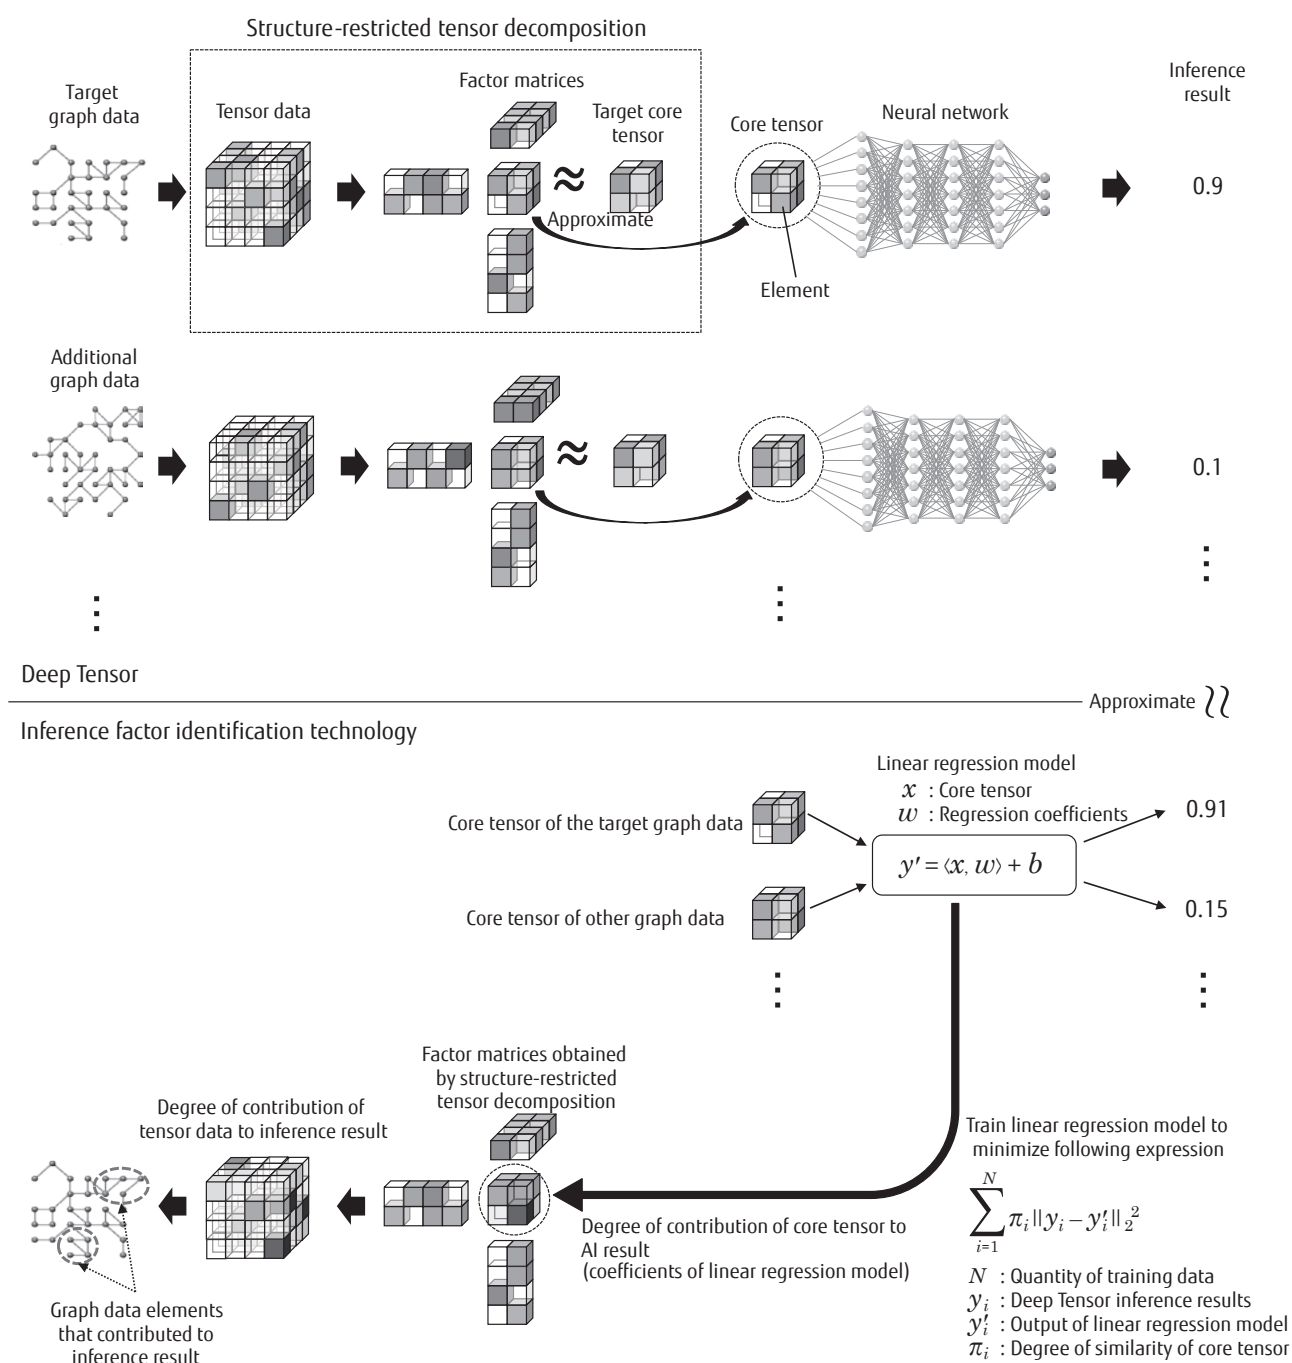 Structure-restricted tensor decomposition
Target
graph data
Tensor data
Factor matrices
Target core
tensor
Approximate
Core tensor
Element
Neural network
Inference
result
0.9
Additional
graph data
0.1
Deep Tensor
Approximate
Inference factor identification technology
Linear regression model
x : Core tensor
w : Regression coefficients
Core tensor of the target graph data
y′ = ⟨x, w⟩ + b
0.91
Core tensor of other graph data
0.15
Factor matrices obtained
by structure-restricted
tensor decomposition
Degree of contribution of
tensor data to inference result
Degree of contribution of core tensor to
AI result
(coefficients of linear regression model)
Graph data elements
that contributed to
inference result
Train linear regression model to
minimize following expression
∑_{i=1}^{N} π_i ||y_i − y′_i||_2^2
N : Quantity of training data
y_i : Deep Tensor inference results
y′_i : Output of linear regression model
π_i : Degree of similarity of core tensor